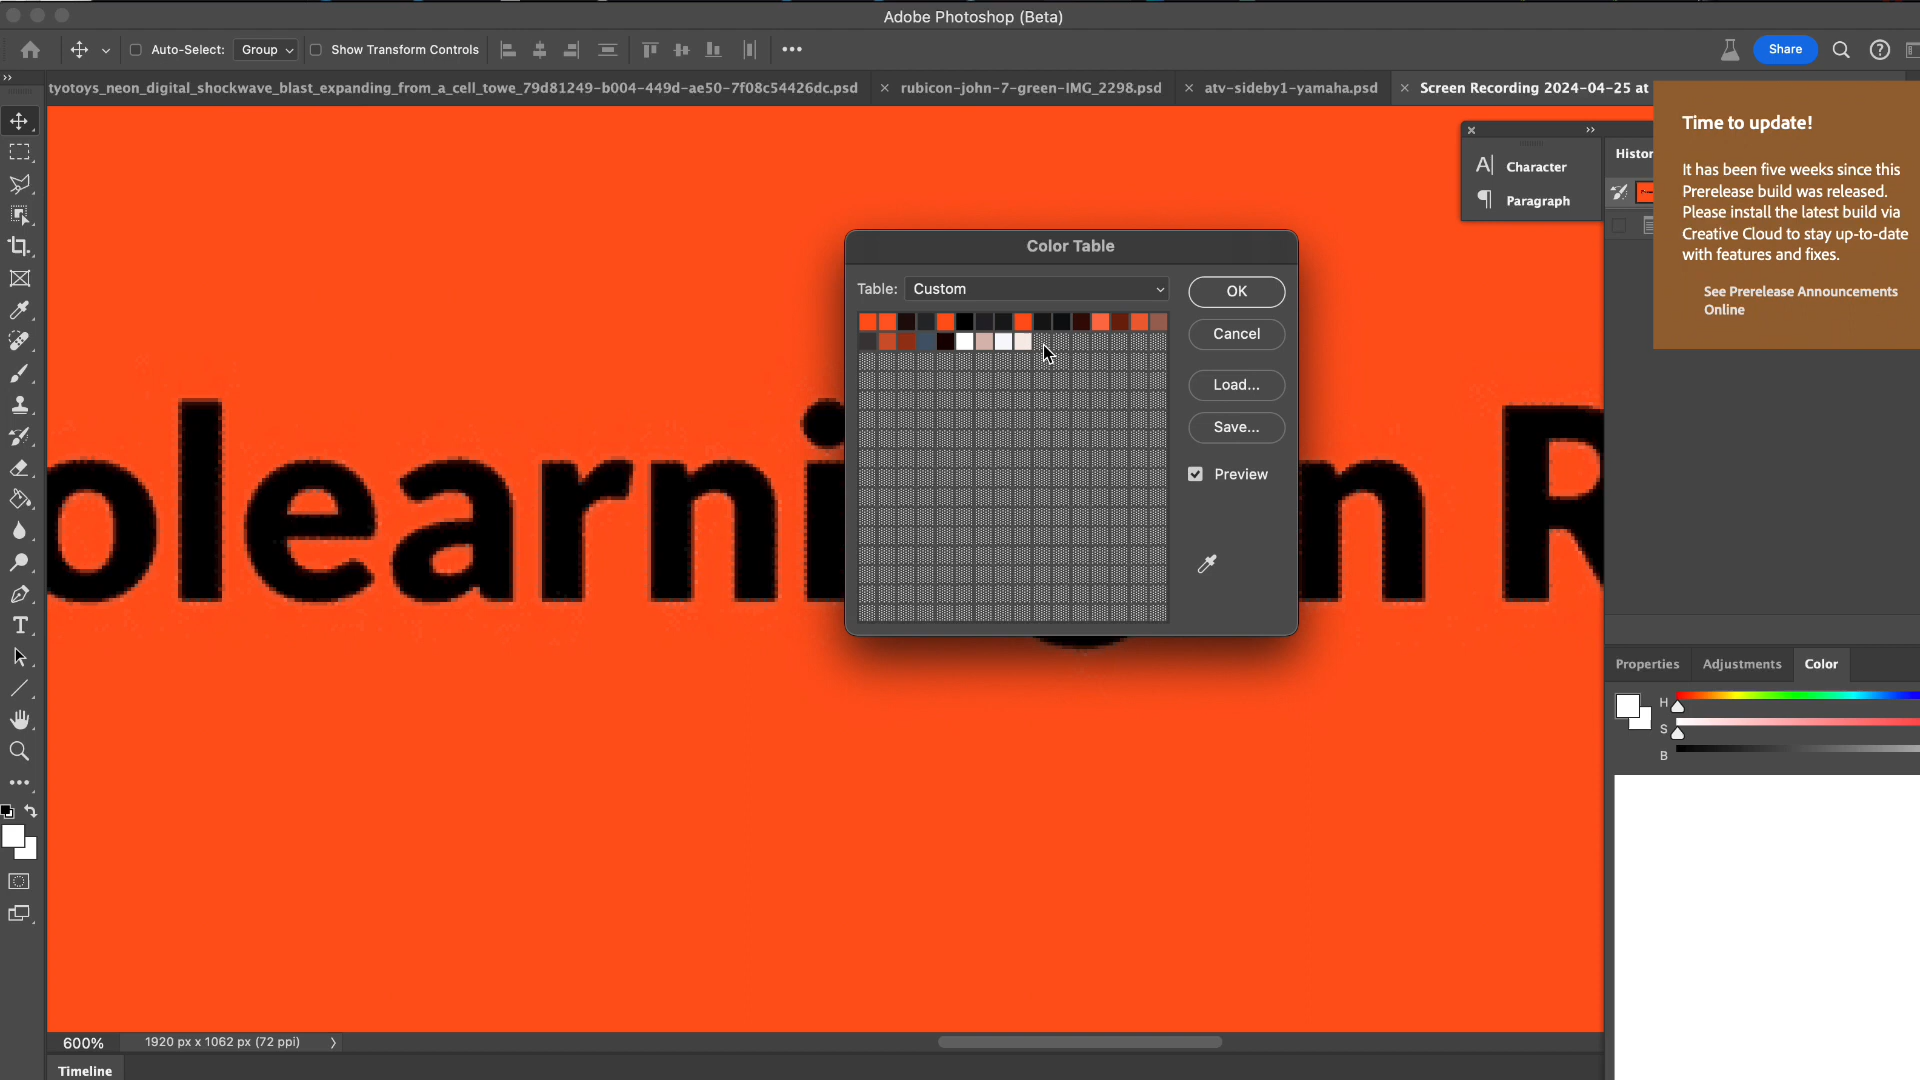 Adobe Photoshop (Beta)
Auto-Select: Group Show Transform Controls Share
tyotoys_neon_digital_shockwave_blast_expanding_from_a_cell_towe_79d81249-b004-449d-ae50-7f08c54426dc.psd × rubicon-john-7-green-IMG_2298.psd × atv-sideby1-yamaha.psd × Screen Recording 2024-04-25 at
Time to update!
It has been five weeks since this
Prerelease build was released.
Please install the latest build via
Creative Cloud to stay up-to-date
with features and fixes.
See Prerelease Announcements
Online
Character
Paragraph
Histor
Color Table
Table: Custom
OK
Cancel
Load...
Save...
Preview
olearni n R
Properties Adjustments Color
H
S
B
600% 1920 px x 1062 px (72 ppi)
Timeline